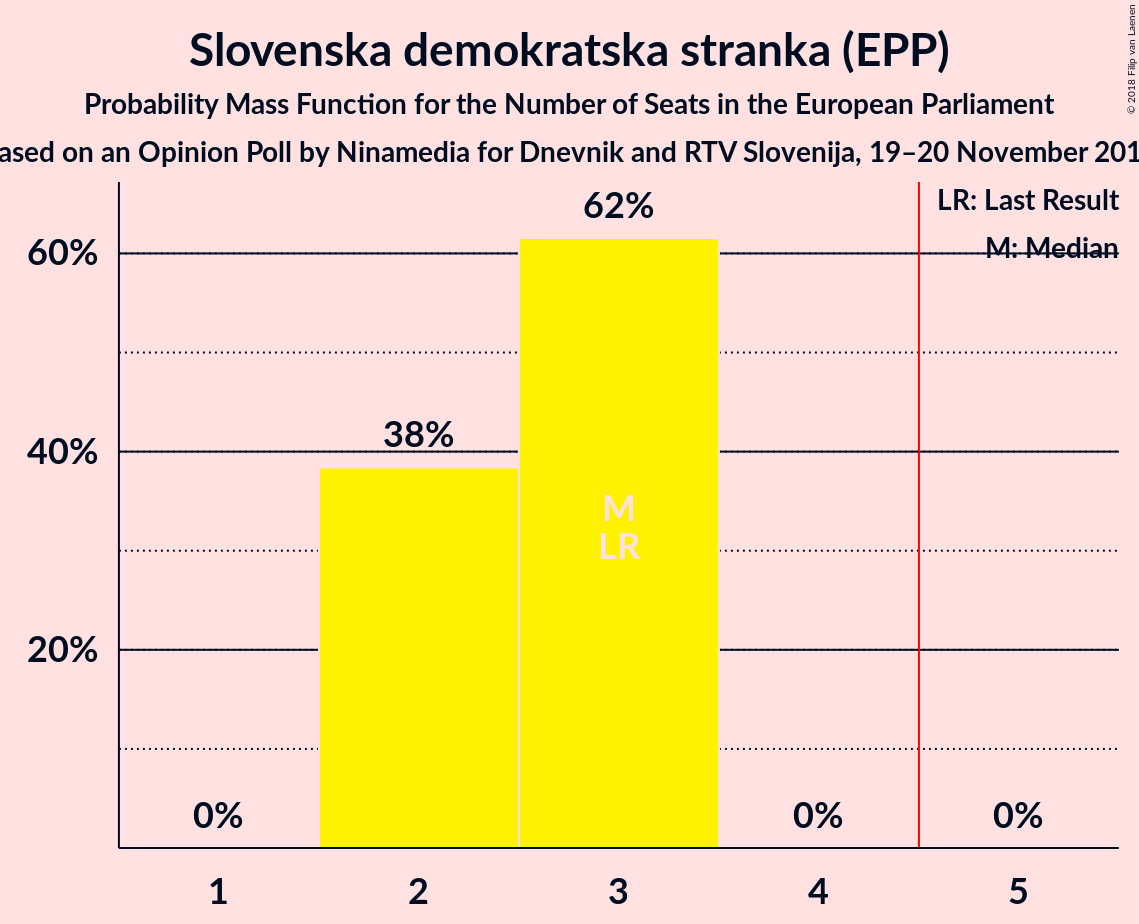 Slovenska demokratska stranka (EPP)
Probability Mass Function for the Number of Seats in the European Parliament
ased on an Opinion Poll by Ninamedia for Dnevnik and RTV Slovenija, 19–20 November 201
© 2018 Filip van Laenen
LR: Last Result
M: Median
62%
60%
38%
40%
M
LR
20%
0%
0%
0%
1
2
3
4
5